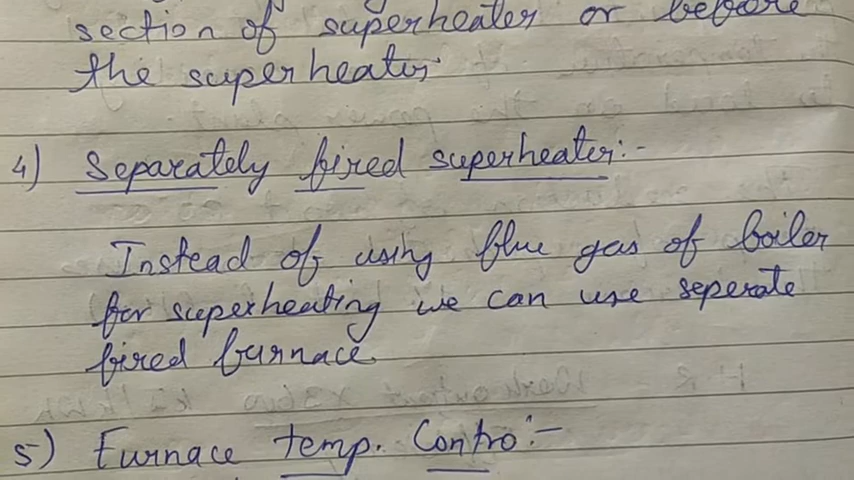 section of superheater or before
the superheater
4) Separately fired superheater:-
Instead of using flue gas of boiler
for superheating we can use seperate
fired furnace.
5) Furnace temp. Contro:-